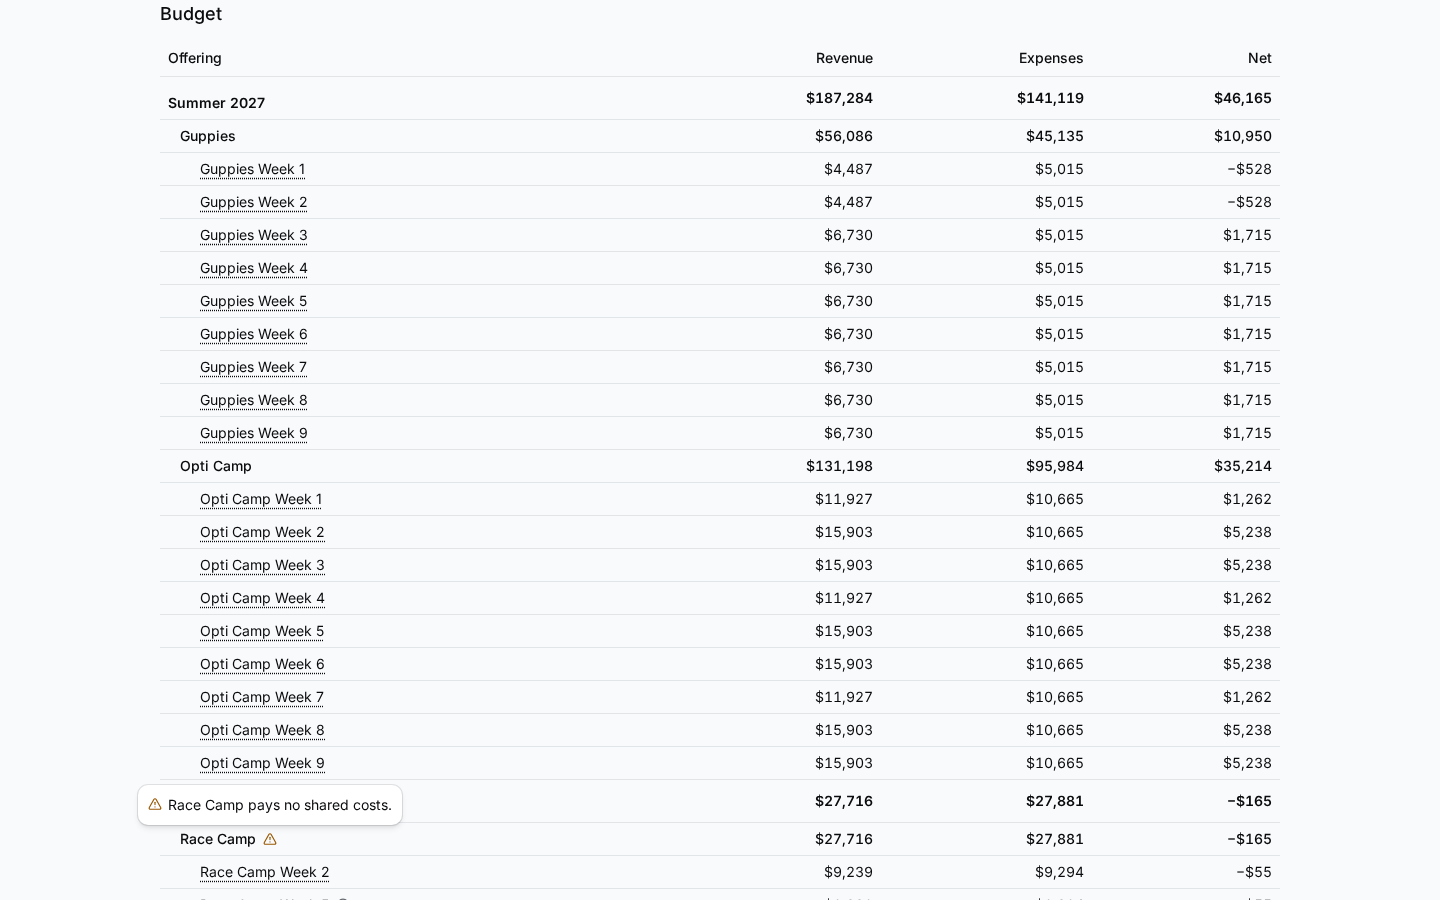 Budget
Offering Revenue Expenses Net
Summer 2027 $187,284 $141,119 $46,165
Guppies $56,086 $45,135 $10,950
Guppies Week 1 $4,487 $5,015 −$528
Guppies Week 2 $4,487 $5,015 −$528
Guppies Week 3 $6,730 $5,015 $1,715
Guppies Week 4 $6,730 $5,015 $1,715
Guppies Week 5 $6,730 $5,015 $1,715
Guppies Week 6 $6,730 $5,015 $1,715
Guppies Week 7 $6,730 $5,015 $1,715
Guppies Week 8 $6,730 $5,015 $1,715
Guppies Week 9 $6,730 $5,015 $1,715
Opti Camp $131,198 $95,984 $35,214
Opti Camp Week 1 $11,927 $10,665 $1,262
Opti Camp Week 2 $15,903 $10,665 $5,238
Opti Camp Week 3 $15,903 $10,665 $5,238
Opti Camp Week 4 $11,927 $10,665 $1,262
Opti Camp Week 5 $15,903 $10,665 $5,238
Opti Camp Week 6 $15,903 $10,665 $5,238
Opti Camp Week 7 $11,927 $10,665 $1,262
Opti Camp Week 8 $15,903 $10,665 $5,238
Opti Camp Week 9 $15,903 $10,665 $5,238
Race Camp pays no shared costs. $27,716 $27,881 −$165
Race Camp $27,716 $27,881 −$165
Race Camp Week 2 $9,239 $9,294 −$55